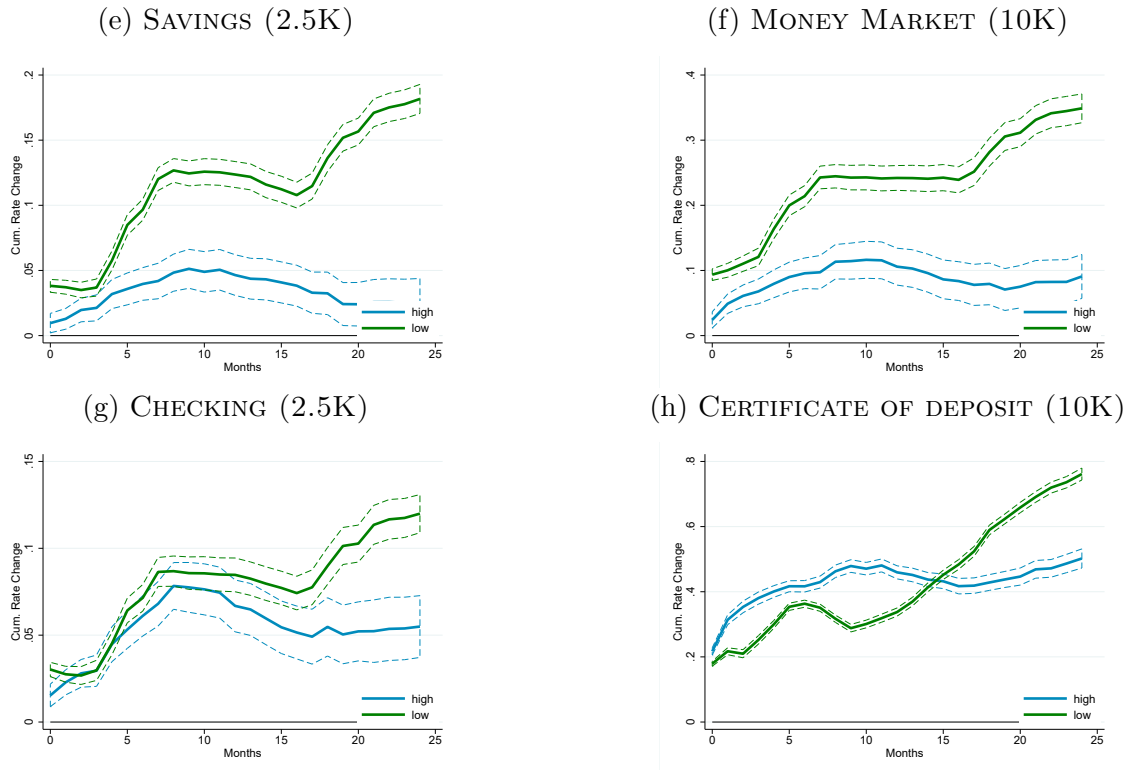 (e) Savings (2.5K)
(f) Money Market (10K)
Cum. Rate Change
0 .05 .1 .15 .2
0 5 10 15 20 25
Months
high
low
Cum. Rate Change
0 .1 .2 .3 .4
0 5 10 15 20 25
Months
high
low
(g) Checking (2.5K)
(h) Certificate of deposit (10K)
Cum. Rate Change
0 .05 .1 .15
0 5 10 15 20 25
Months
high
low
Cum. Rate Change
0 .2 .4 .6 .8
0 5 10 15 20 25
Months
high
low